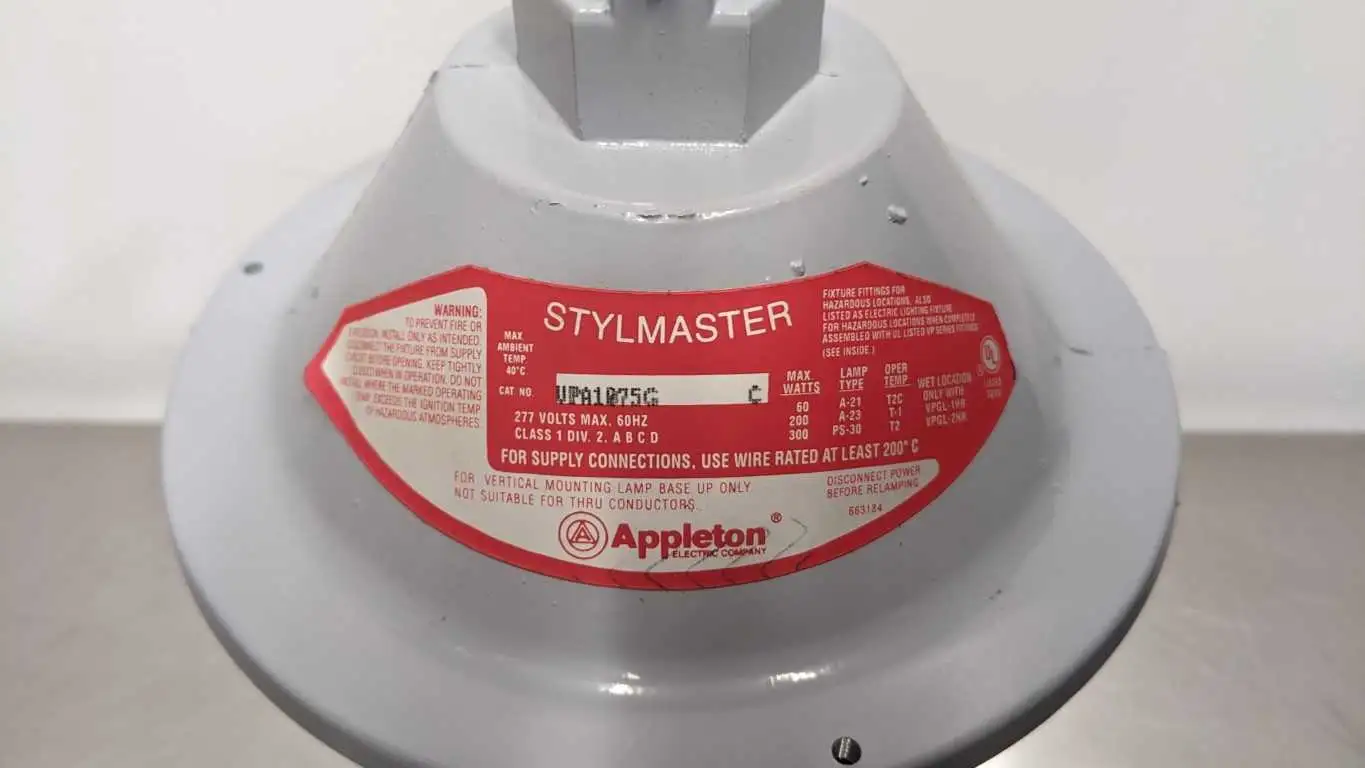 WARNING:
TO PREVENT FIRE OR
EXPLOSION, INSTALL ONLY AS INTENDED.
DISCONNECT THE FIXTURE FROM SUPPLY
CIRCUIT BEFORE OPENING. KEEP TIGHTLY
CLOSED WHEN IN OPERATION. DO NOT
INSTALL WHERE THE MARKED OPERATING
TEMP. EXCEEDS THE IGNITION TEMP
OF HAZARDOUS ATMOSPHERES.
STYLMASTER
MAX.
AMBIENT
TEMP.
40°C
CAT NO. VPA1075G C
277 VOLTS MAX. 60HZ
CLASS 1 DIV. 2. A B C D
FIXTURE FITTINGS FOR
HAZARDOUS LOCATIONS, ALSO
LISTED AS ELECTRIC LIGHTING FIXTURE
FOR HAZARDOUS LOCATIONS WHEN COMPLETELY
ASSEMBLED WITH UL LISTED VP SERIES FITTINGS
(SEE INSIDE.)
UL
LISTED
MAX. LAMP OPER
WATTS TYPE TEMP.
60 A-21 T2C
200 A-23 T-1
300 PS-30 T2
WET LOCATION
ONLY WITH
VPGL-1HR
VPGL-2HR
FOR SUPPLY CONNECTIONS, USE WIRE RATED AT LEAST 200° C
FOR VERTICAL MOUNTING LAMP BASE UP ONLY
NOT SUITABLE FOR THRU CONDUCTORS.
DISCONNECT POWER
BEFORE RELAMPING
663184
A Appleton®
ELECTRIC COMPANY